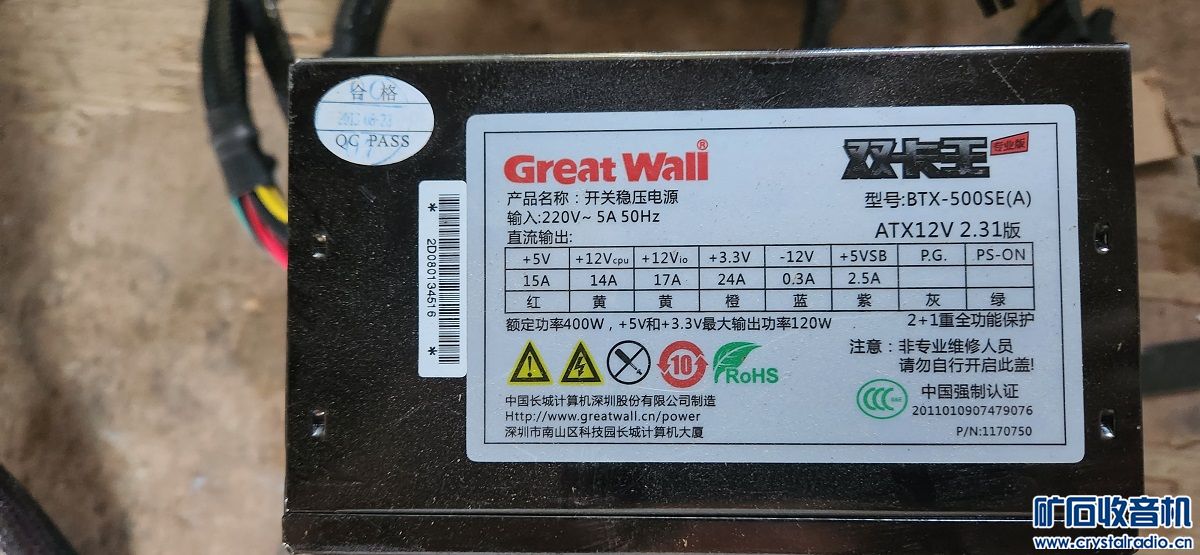 合格
QC PASS
* 2D080134516 *
Great Wall®
双卡王 专业版
产品名称：开关稳压电源
型号:BTX-500SE(A)
输入:220V~ 5A 50Hz
ATX12V 2.31版
直流输出:
+5V +12Vcpu +12Vio +3.3V -12V +5VSB P.G. PS-ON
15A 14A 17A 24A 0.3A 2.5A
红 黄 黄 橙 蓝 紫 灰 绿
额定功率400W，+5V和+3.3V最大输出功率120W
2+1重全功能保护
注意：非专业维修人员
请勿自行开启此盖!
10
RoHS
CCC S&E
中国强制认证
2011010907479076
中国长城计算机深圳股份有限公司制造
Http://www.greatwall.cn/power
深圳市南山区科技园长城计算机大厦
P/N:1170750
矿石收音机
www.crystalradio.cn